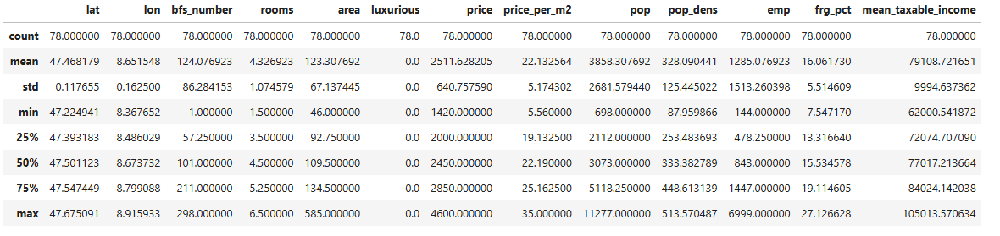 lat lon bfs_number rooms area luxurious price price_per_m2 pop pop_dens emp frg_pct mean_taxable_income
count 78.000000 78.000000 78.000000 78.000000 78.000000 78.0 78.000000 78.000000 78.000000 78.000000 78.000000 78.000000 78.000000
mean 47.468179 8.651548 124.076923 4.326923 123.307692 0.0 2511.628205 22.132564 3858.307692 328.090441 1285.076923 16.061730 79108.721651
std 0.117655 0.162500 86.284153 1.074579 67.137445 0.0 640.757590 5.174302 2681.579440 125.445022 1513.260398 5.514609 9994.637362
min 47.224941 8.367652 1.000000 1.500000 46.000000 0.0 1420.000000 5.560000 698.000000 87.959866 144.000000 7.547170 62000.541872
25% 47.393183 8.486029 57.250000 3.500000 92.750000 0.0 2000.000000 19.132500 2112.000000 253.483693 478.250000 13.316640 72074.707090
50% 47.501123 8.673732 101.000000 4.500000 109.500000 0.0 2450.000000 22.190000 3073.000000 333.382789 843.000000 15.534578 77017.213664
75% 47.547449 8.799088 211.000000 5.250000 134.500000 0.0 2850.000000 25.162500 5118.250000 448.613139 1447.000000 19.114605 84024.142038
max 47.675091 8.915933 298.000000 6.500000 585.000000 0.0 4600.000000 35.000000 11277.000000 513.570487 6999.000000 27.126628 105013.570634